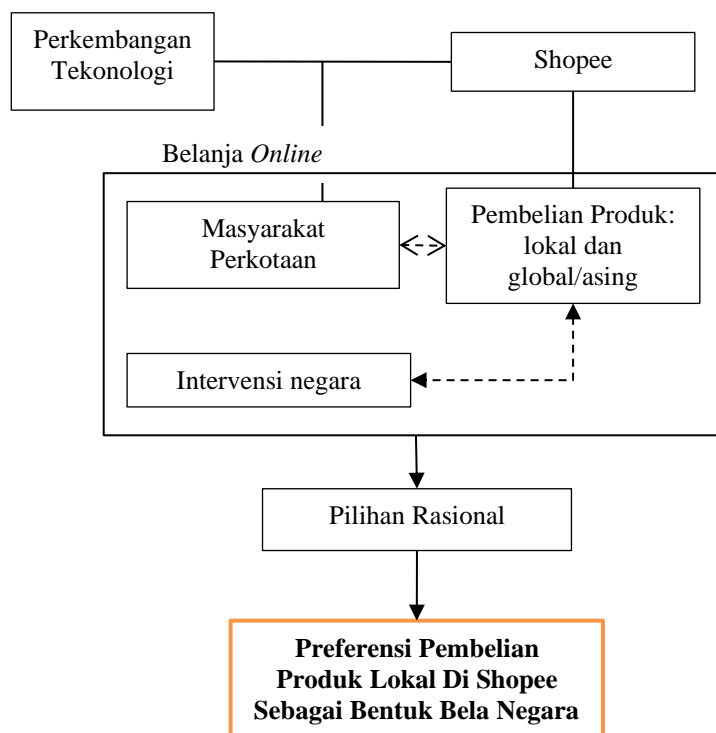 Perkembangan
Tekonologi
Shopee
Belanja Online
Masyarakat
Perkotaan
Pembelian Produk:
lokal dan
global/asing
Intervensi negara
Pilihan Rasional
Preferensi Pembelian
Produk Lokal Di Shopee
Sebagai Bentuk Bela Negara